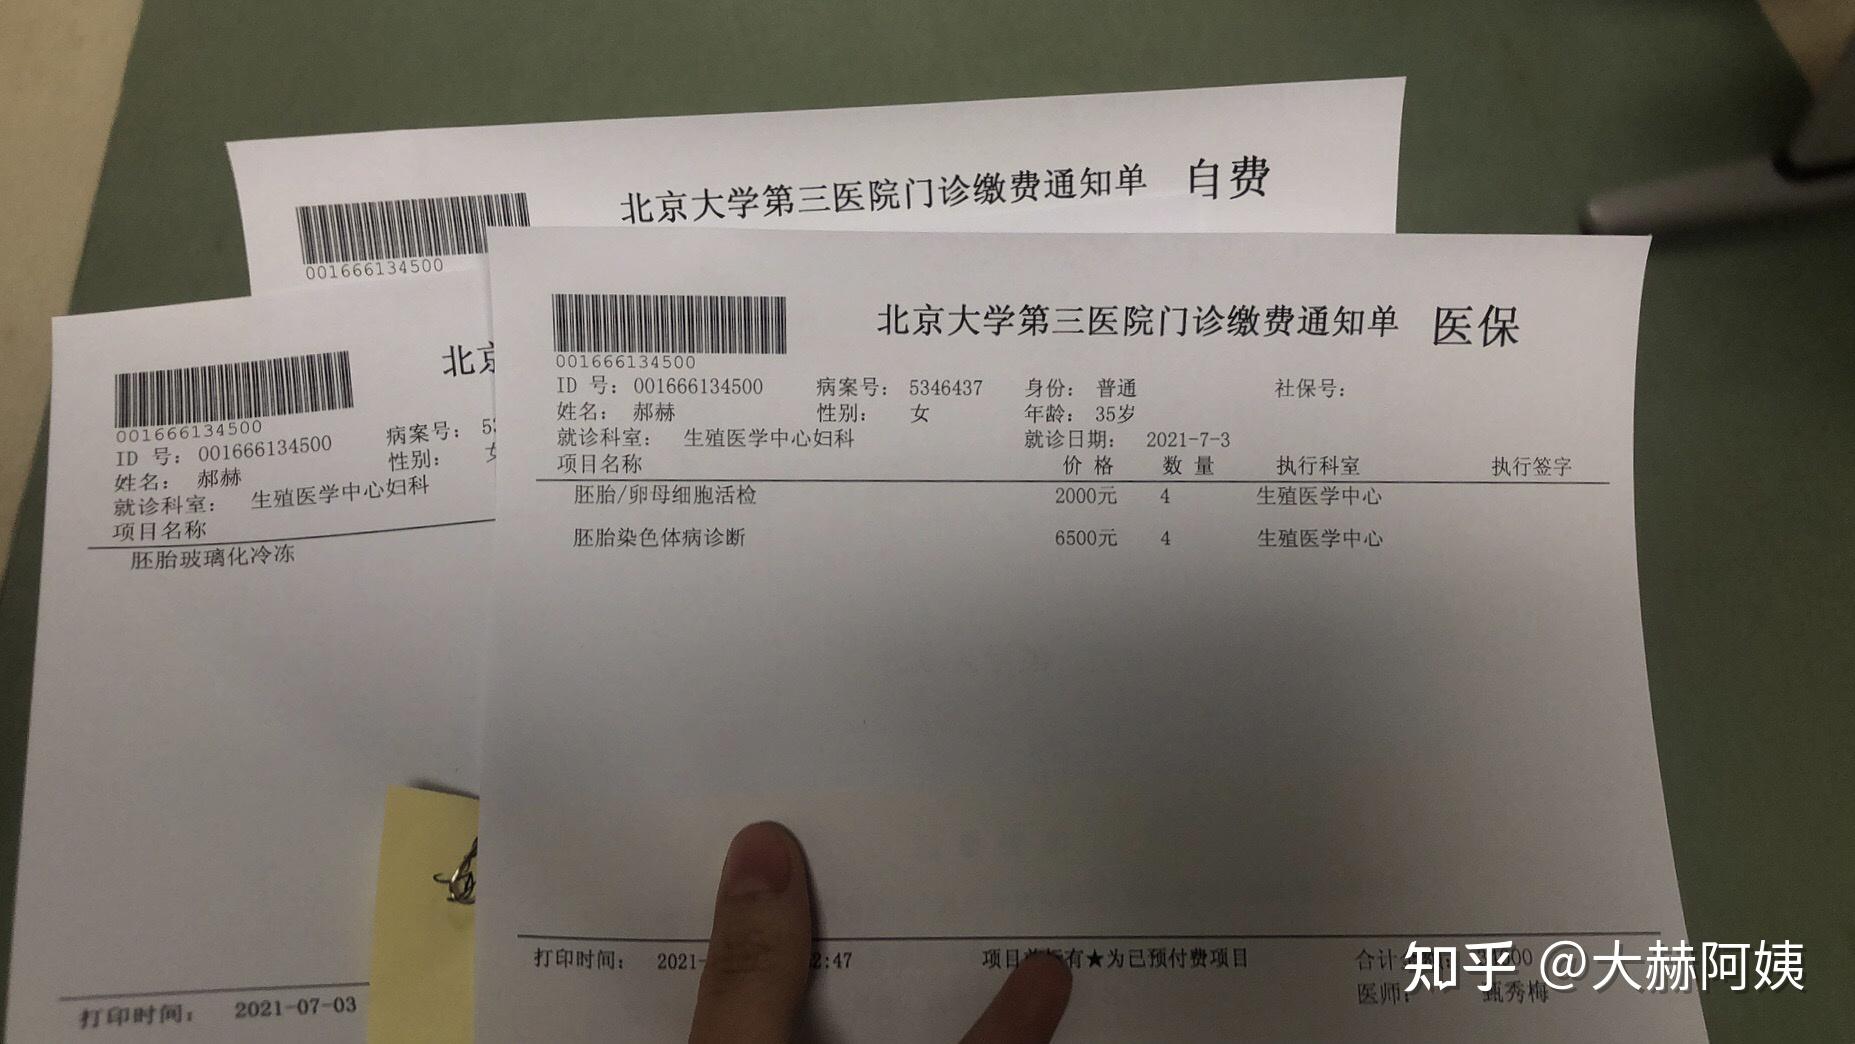 北京大学第三医院门诊缴费通知单 自费
001666134500
北京
001666134500
ID 号: 001666134500 病案号:
姓名: 郝赫 性别:
就诊科室: 生殖医学中心妇科
项目名称
胚胎玻璃化冷冻
打印时间: 2021-07-03
北京大学第三医院门诊缴费通知单 医保
001666134500
ID 号: 001666134500 病案号: 5346437 身份: 普通 社保号:
姓名: 郝赫 性别: 女 年龄: 35岁
就诊科室: 生殖医学中心妇科 就诊日期: 2021-7-3
项目名称 价 格 数 量 执行科室 执行签字
胚胎/卵母细胞活检 2000元 4 生殖医学中心
胚胎染色体病诊断 6500元 4 生殖医学中心
打印时间: 2021- 2:47 项目前标有★为已预付费项目 合计
医师: 甄秀梅
知乎 @大赫阿姨